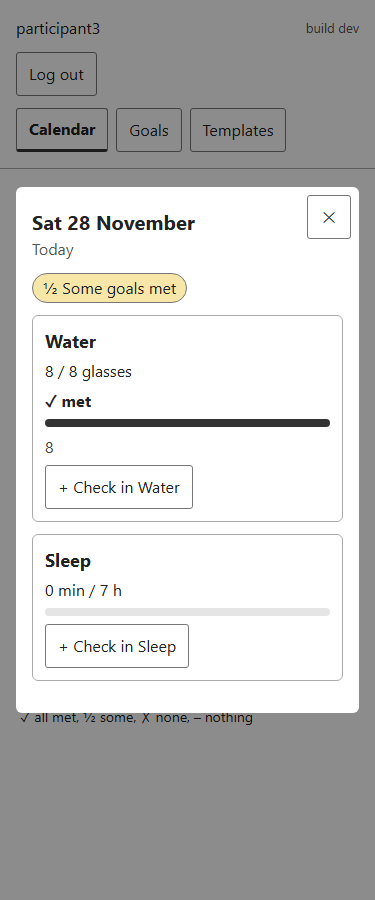 participant3
build dev
Log out
Calendar
Goals
Templates
Sat 28 November
Today
½ Some goals met
Water
8 / 8 glasses
✓ met
8
+ Check in Water
Sleep
0 min / 7 h
+ Check in Sleep
✓ all met, ½ some, ✗ none, – nothing